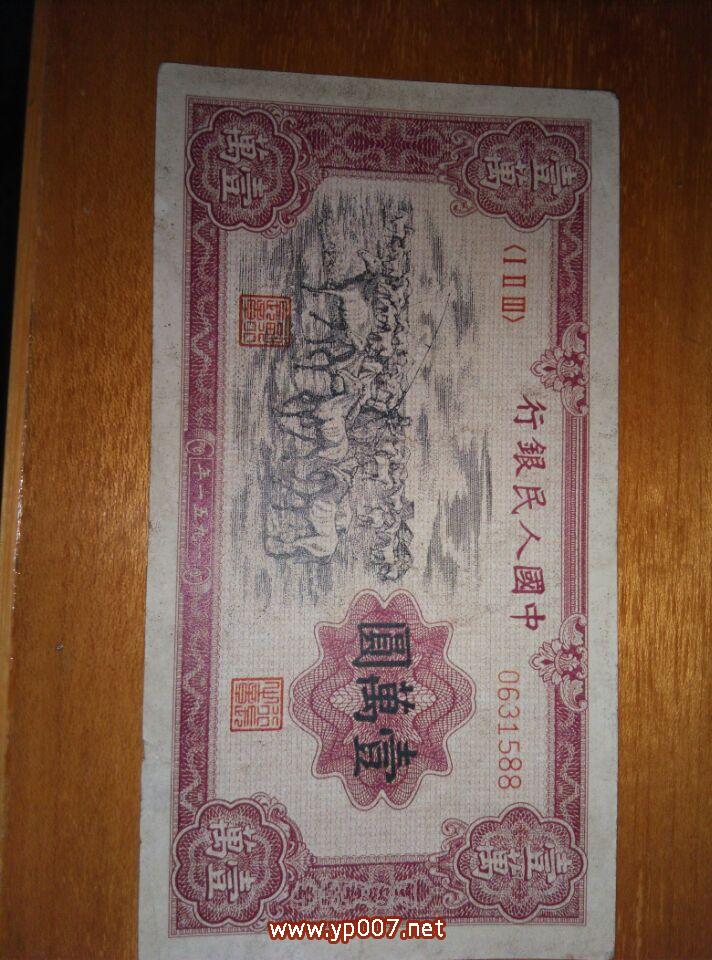 中國人民銀行
<I II III>
0631588
壹萬圓
壹萬
壹萬
壹萬
壹萬
一九五一年
www.yp007.net